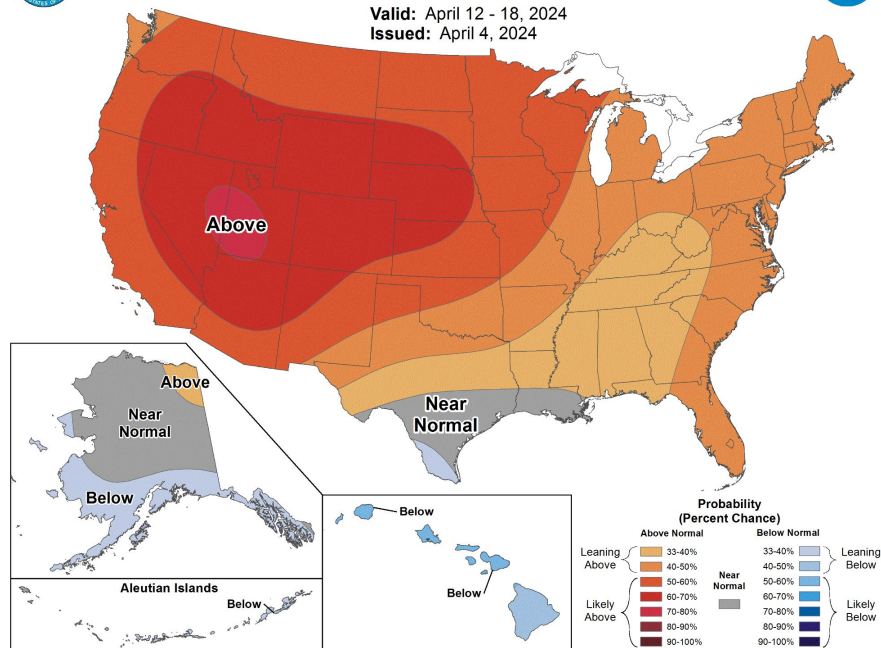 Valid: April 12 - 18, 2024
Issued: April 4, 2024
Above
Near
Normal
Above
Near
Normal
Below
Aleutian Islands
Below
Below
Below
Probability
(Percent Chance)
Above Normal
Below Normal
Leaning
Above
33-40%
40-50%
Likely
Above
50-60%
60-70%
70-80%
80-90%
90-100%
Near
Normal
33-40%
40-50%
Leaning
Below
50-60%
60-70%
70-80%
80-90%
90-100%
Likely
Below